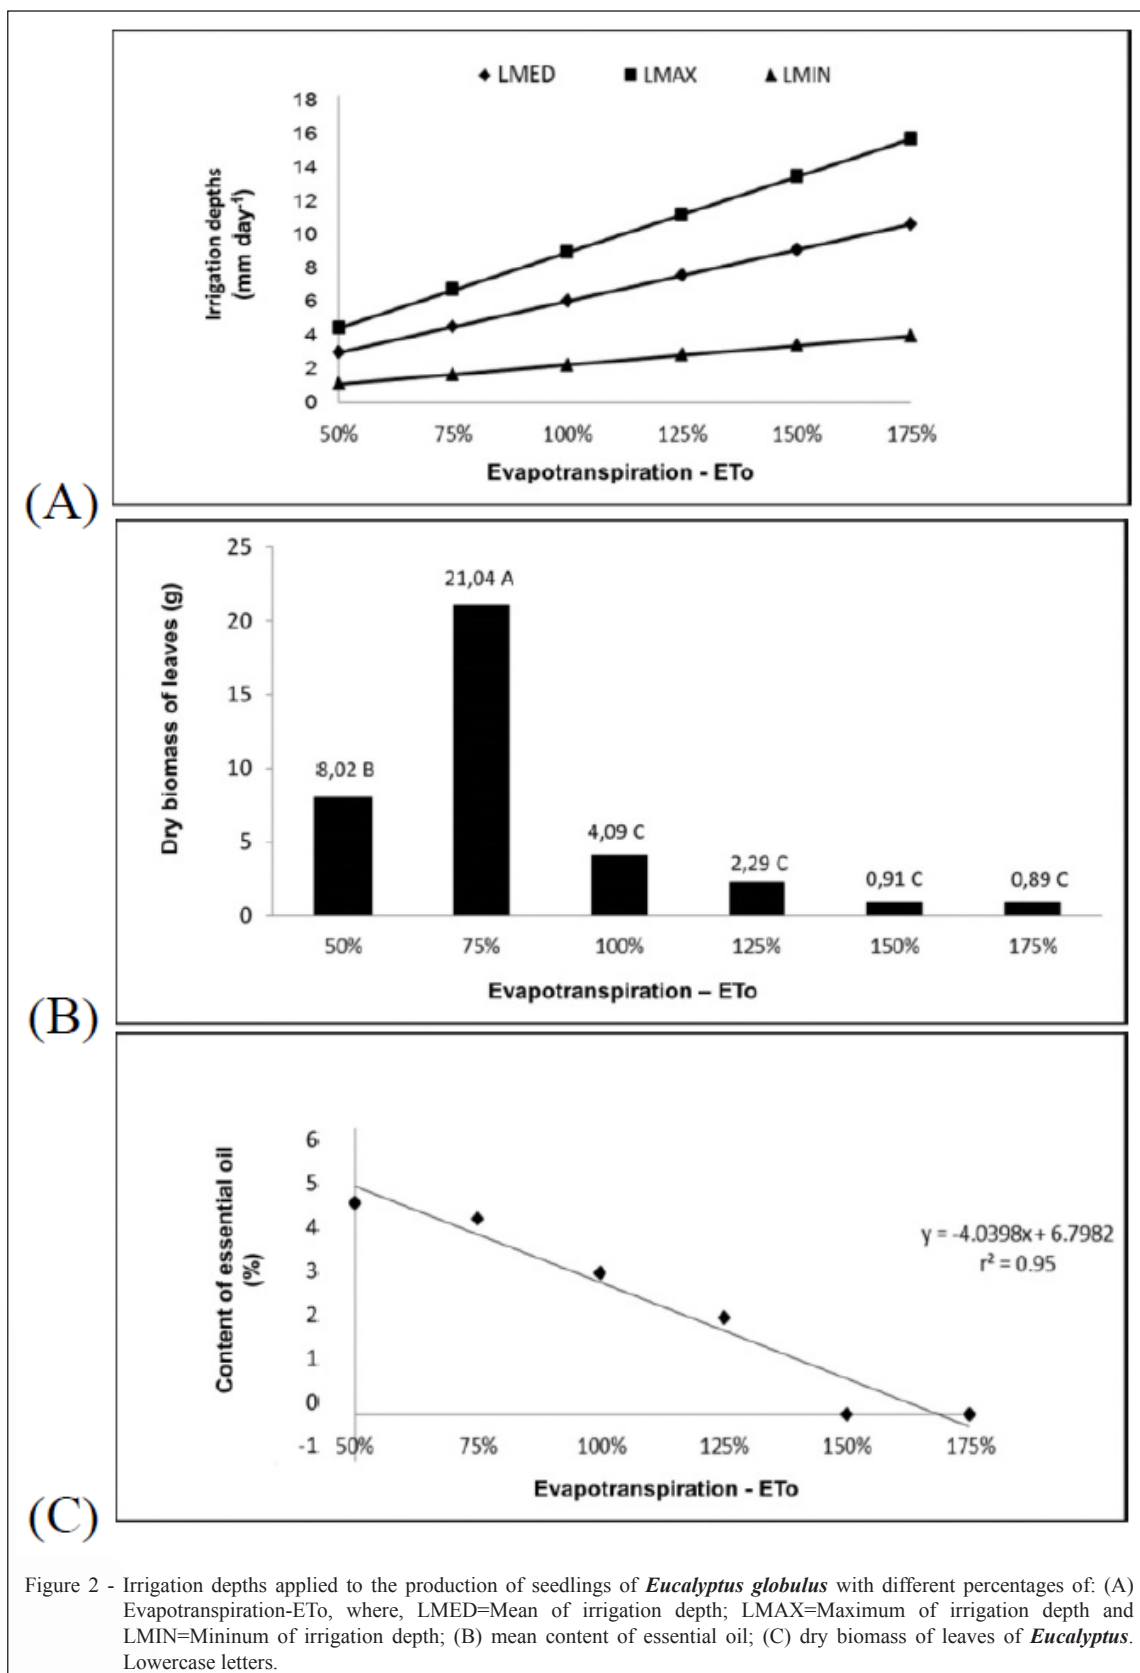 LMED LMAX LMIN
18
16
14
12
10
8
6
4
2
0
Irrigation depths
(mm day-1)
50% 75% 100% 125% 150% 175%
Evapotranspiration - ETo
(A)
25
20
15
10
5
0
Dry biomass of leaves (g)
8,02 B
21,04 A
4,09 C
2,29 C
0,91 C
0,89 C
50% 75% 100% 125% 150% 175%
Evapotranspiration – ETo
(B)
6
5
4
3
2
1
0
-1
Content of essential oil
(%)
y = -4.0398x + 6.7982
r² = 0.95
50% 75% 100% 125% 150% 175%
Evapotranspiration - ETo
(C)
Figure 2 - Irrigation depths applied to the production of seedlings of Eucalyptus globulus with different percentages of: (A)
Evapotranspiration-ETo, where, LMED=Mean of irrigation depth; LMAX=Maximum of irrigation depth and
LMIN=Mininum of irrigation depth; (B) mean content of essential oil; (C) dry biomass of leaves of Eucalyptus.
Lowercase letters.